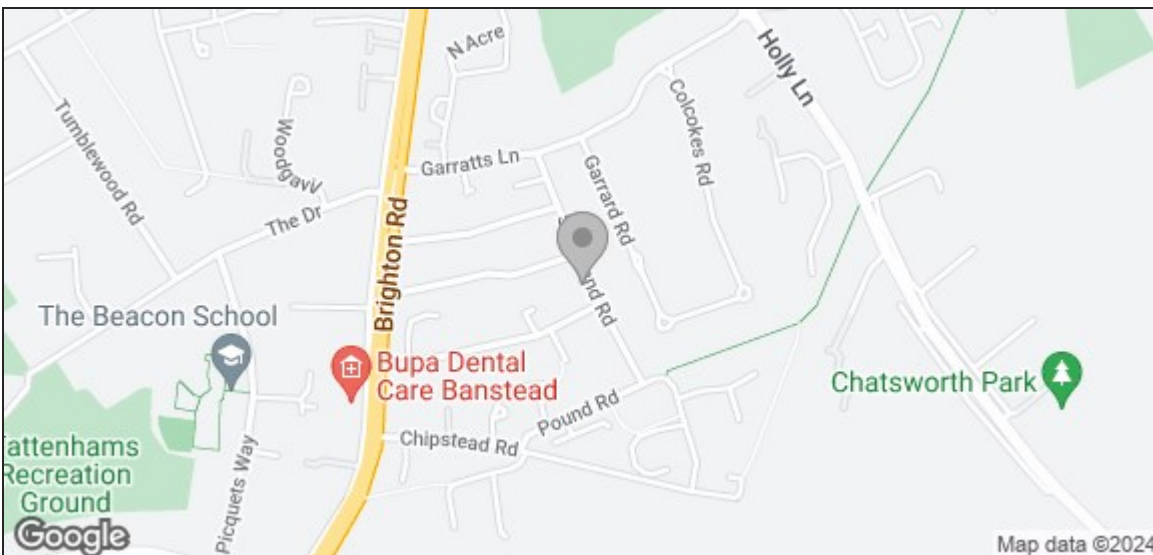 N Acre
Holly Ln
Tumblewood Rd
Woodgavil
Colcokes Rd
Garratts Ln
Garrard Rd
The Dr
Brighton Rd
nd Rd
The Beacon School
Bupa Dental
Care Banstead
Chatsworth Park
Pound Rd
Chipstead Rd
attenhams
Recreation
Ground
Picquets Way
Google
Map data ©2024